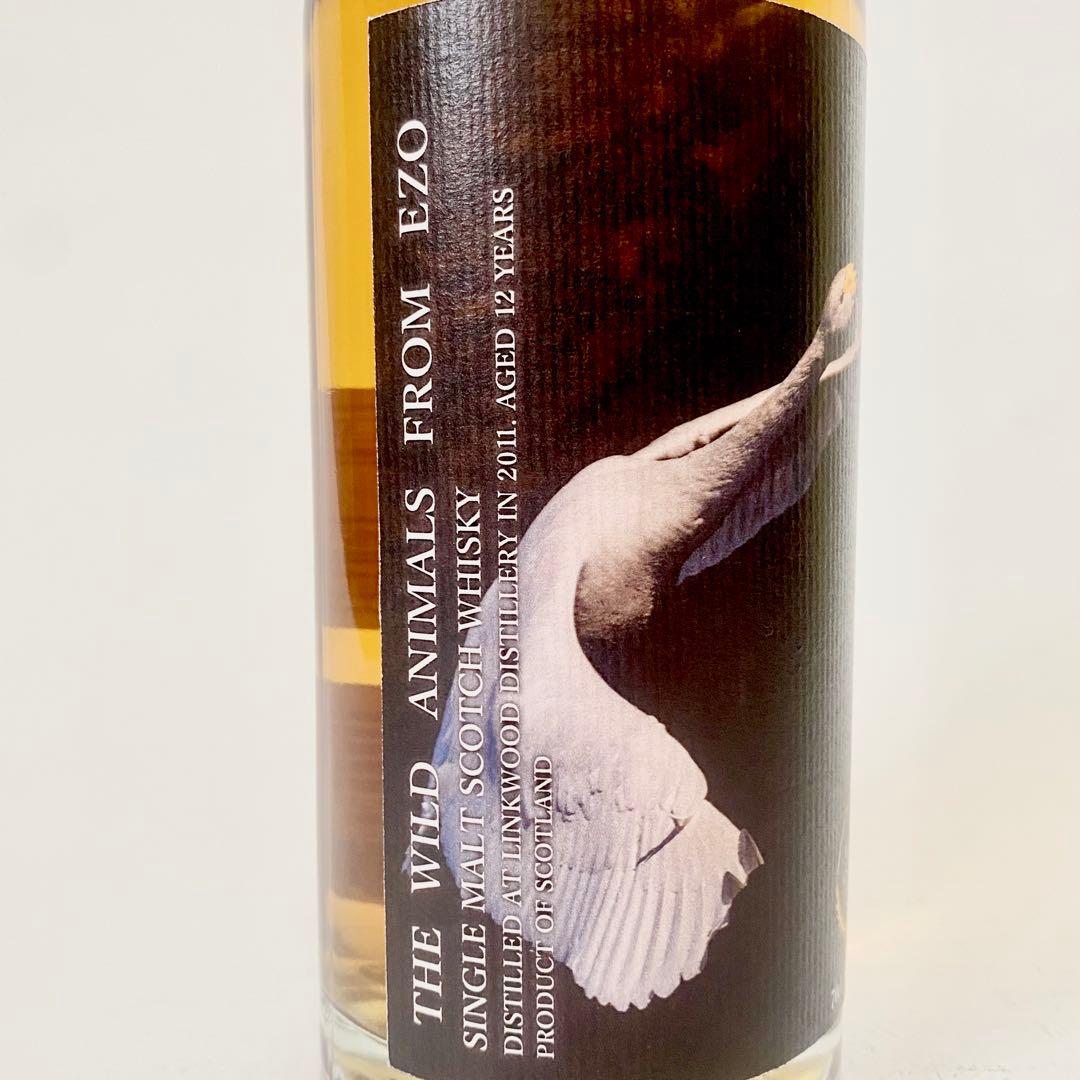 THE WILD ANIMALS FROM EZO
SINGLE MALT SCOTCH WHISKY
DISTILLED AT LINKWOOD DISTILLERY IN 2011. AGED 12 YEARS
PRODUCT OF SCOTLAND